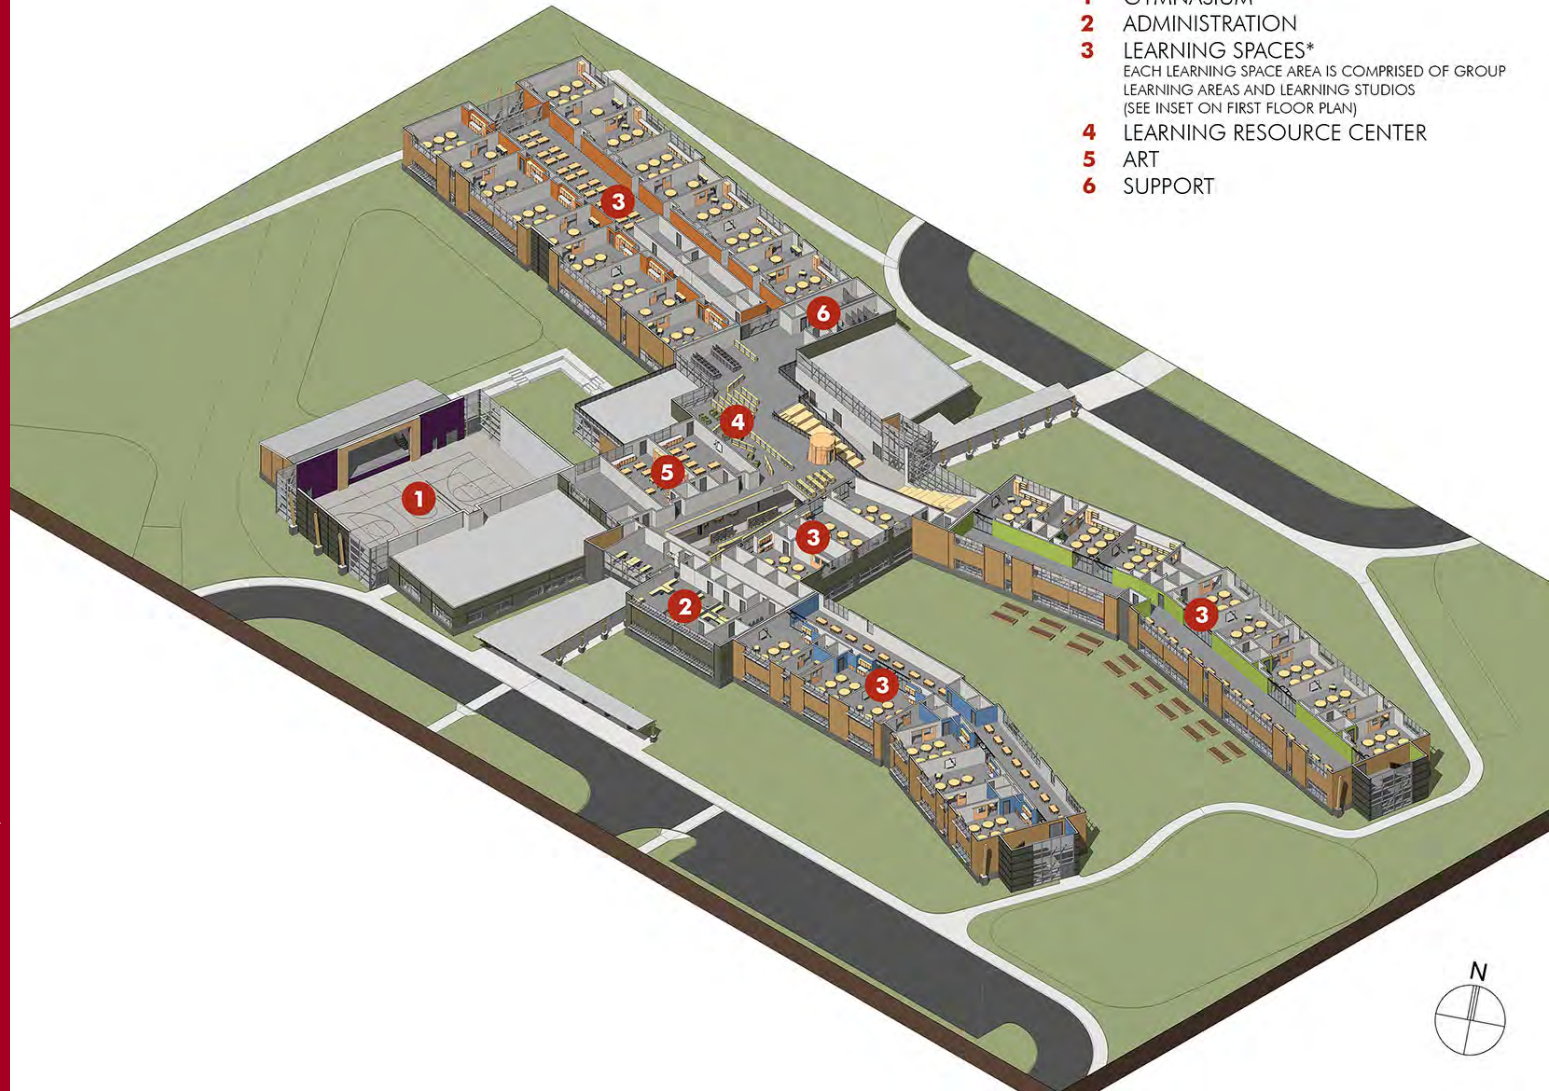 1 GYMNASIUM
2 ADMINISTRATION
3 LEARNING SPACES*
EACH LEARNING SPACE AREA IS COMPRISED OF GROUP
LEARNING AREAS AND LEARNING STUDIOS
(SEE INSET ON FIRST FLOOR PLAN)
4 LEARNING RESOURCE CENTER
5 ART
6 SUPPORT
3
6
4
5
1
3
2
3
3
N